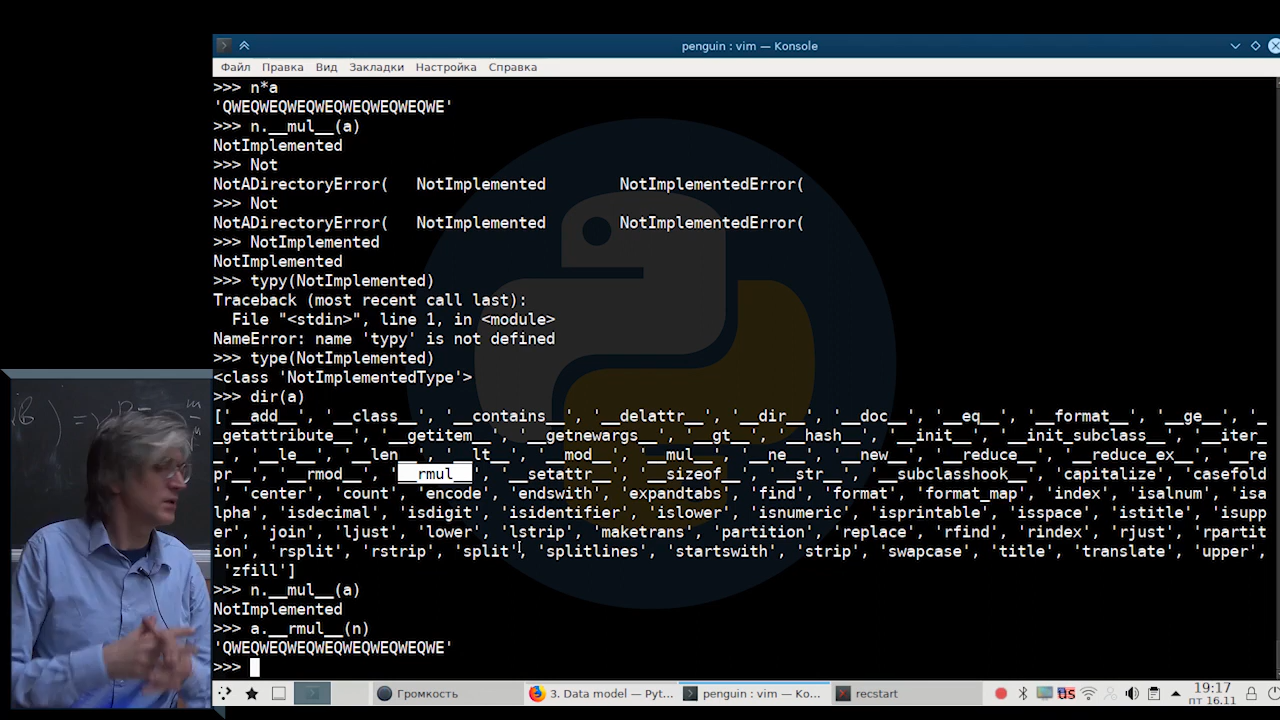 penguin : vim — Konsole
Файл Правка Вид Закладки Настройка Справка
>>> n*a
'QWEQWEQWEQWEQWEQWEQWEQWE'
>>> n.__mul__(a)
NotImplemented
>>> Not
NotADirectoryError( NotImplemented NotImplementedError(
>>> Not
NotADirectoryError( NotImplemented NotImplementedError(
>>> NotImplemented
NotImplemented
>>> typy(NotImplemented)
Traceback (most recent call last):
File "<stdin>", line 1, in <module>
NameError: name 'typy' is not defined
>>> type(NotImplemented)
<class 'NotImplementedType'>
>>> dir(a)
['__add__', '__class__', '__contains__', '__delattr__', '__dir__', '__doc__', '__eq__', '__format__', '__ge__', '_
_getattribute__', '__getitem__', '__getnewargs__', '__gt__', '__hash__', '__init__', '__init_subclass__', '__iter_
_', '__le__', '__len__', '__lt__', '__mod__', '__mul__', '__ne__', '__new__', '__reduce__', '__reduce_ex__', '__re
pr__', '__rmod__', '__rmul__', '__setattr__', '__sizeof__', '__str__', '__subclasshook__', 'capitalize', 'casefold
', 'center', 'count', 'encode', 'endswith', 'expandtabs', 'find', 'format', 'format_map', 'index', 'isalnum', 'isa
lpha', 'isdecimal', 'isdigit', 'isidentifier', 'islower', 'isnumeric', 'isprintable', 'isspace', 'istitle', 'isupp
er', 'join', 'ljust', 'lower', 'lstrip', 'maketrans', 'partition', 'replace', 'rfind', 'rindex', 'rjust', 'rpartit
ion', 'rsplit', 'rstrip', 'split', 'splitlines', 'startswith', 'strip', 'swapcase', 'title', 'translate', 'upper',
'zfill']
>>> n.__mul__(a)
NotImplemented
>>> a.__rmul__(n)
'QWEQWEQWEQWEQWEQWEQWEQWE'
>>>
Громкость 3. Data model — Pyt... penguin : vim — Ko... recstart us 19:17
пт 16.11